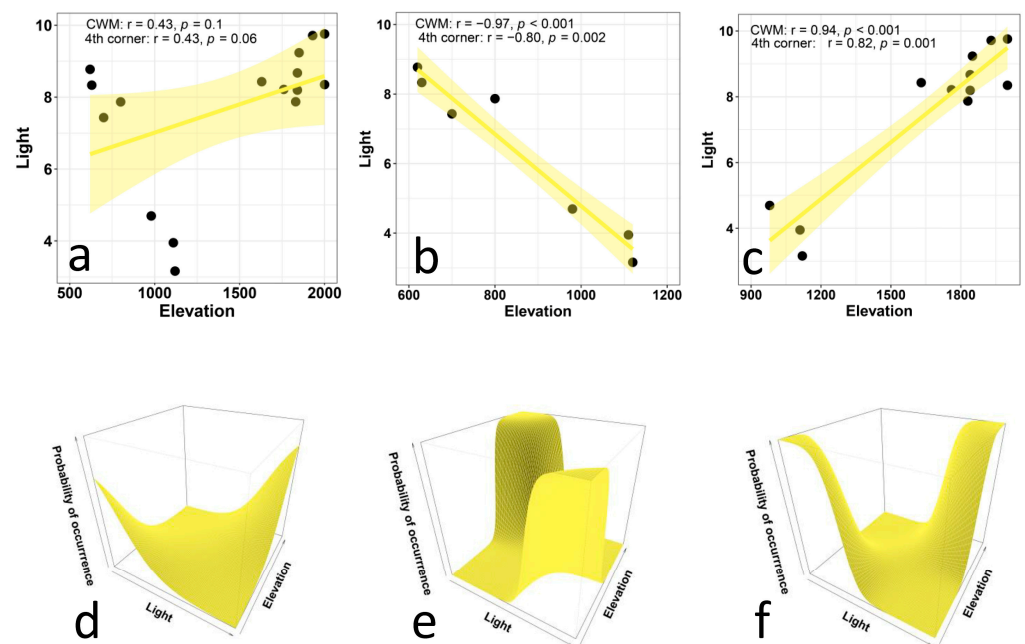 CWM: r = 0.43, p = 0.1
4th corner: r = 0.43, p = 0.06
10
8
6
4
Light
a
500
1000
1500
2000
Elevation
CWM: r = −0.97, p < 0.001
4th corner: r = −0.80, p = 0.002
10
8
6
4
Light
b
600
800
1000
1200
Elevation
CWM: r = 0.94, p < 0.001
4th corner: r = 0.82, p = 0.001
10
8
6
4
Light
c
900
1200
1500
1800
Elevation
Probability of occurrrence
Light
Elevation
d
Probability of occurrrence
Light
Elevation
e
Probability of occurrrence
Light
Elevation
f